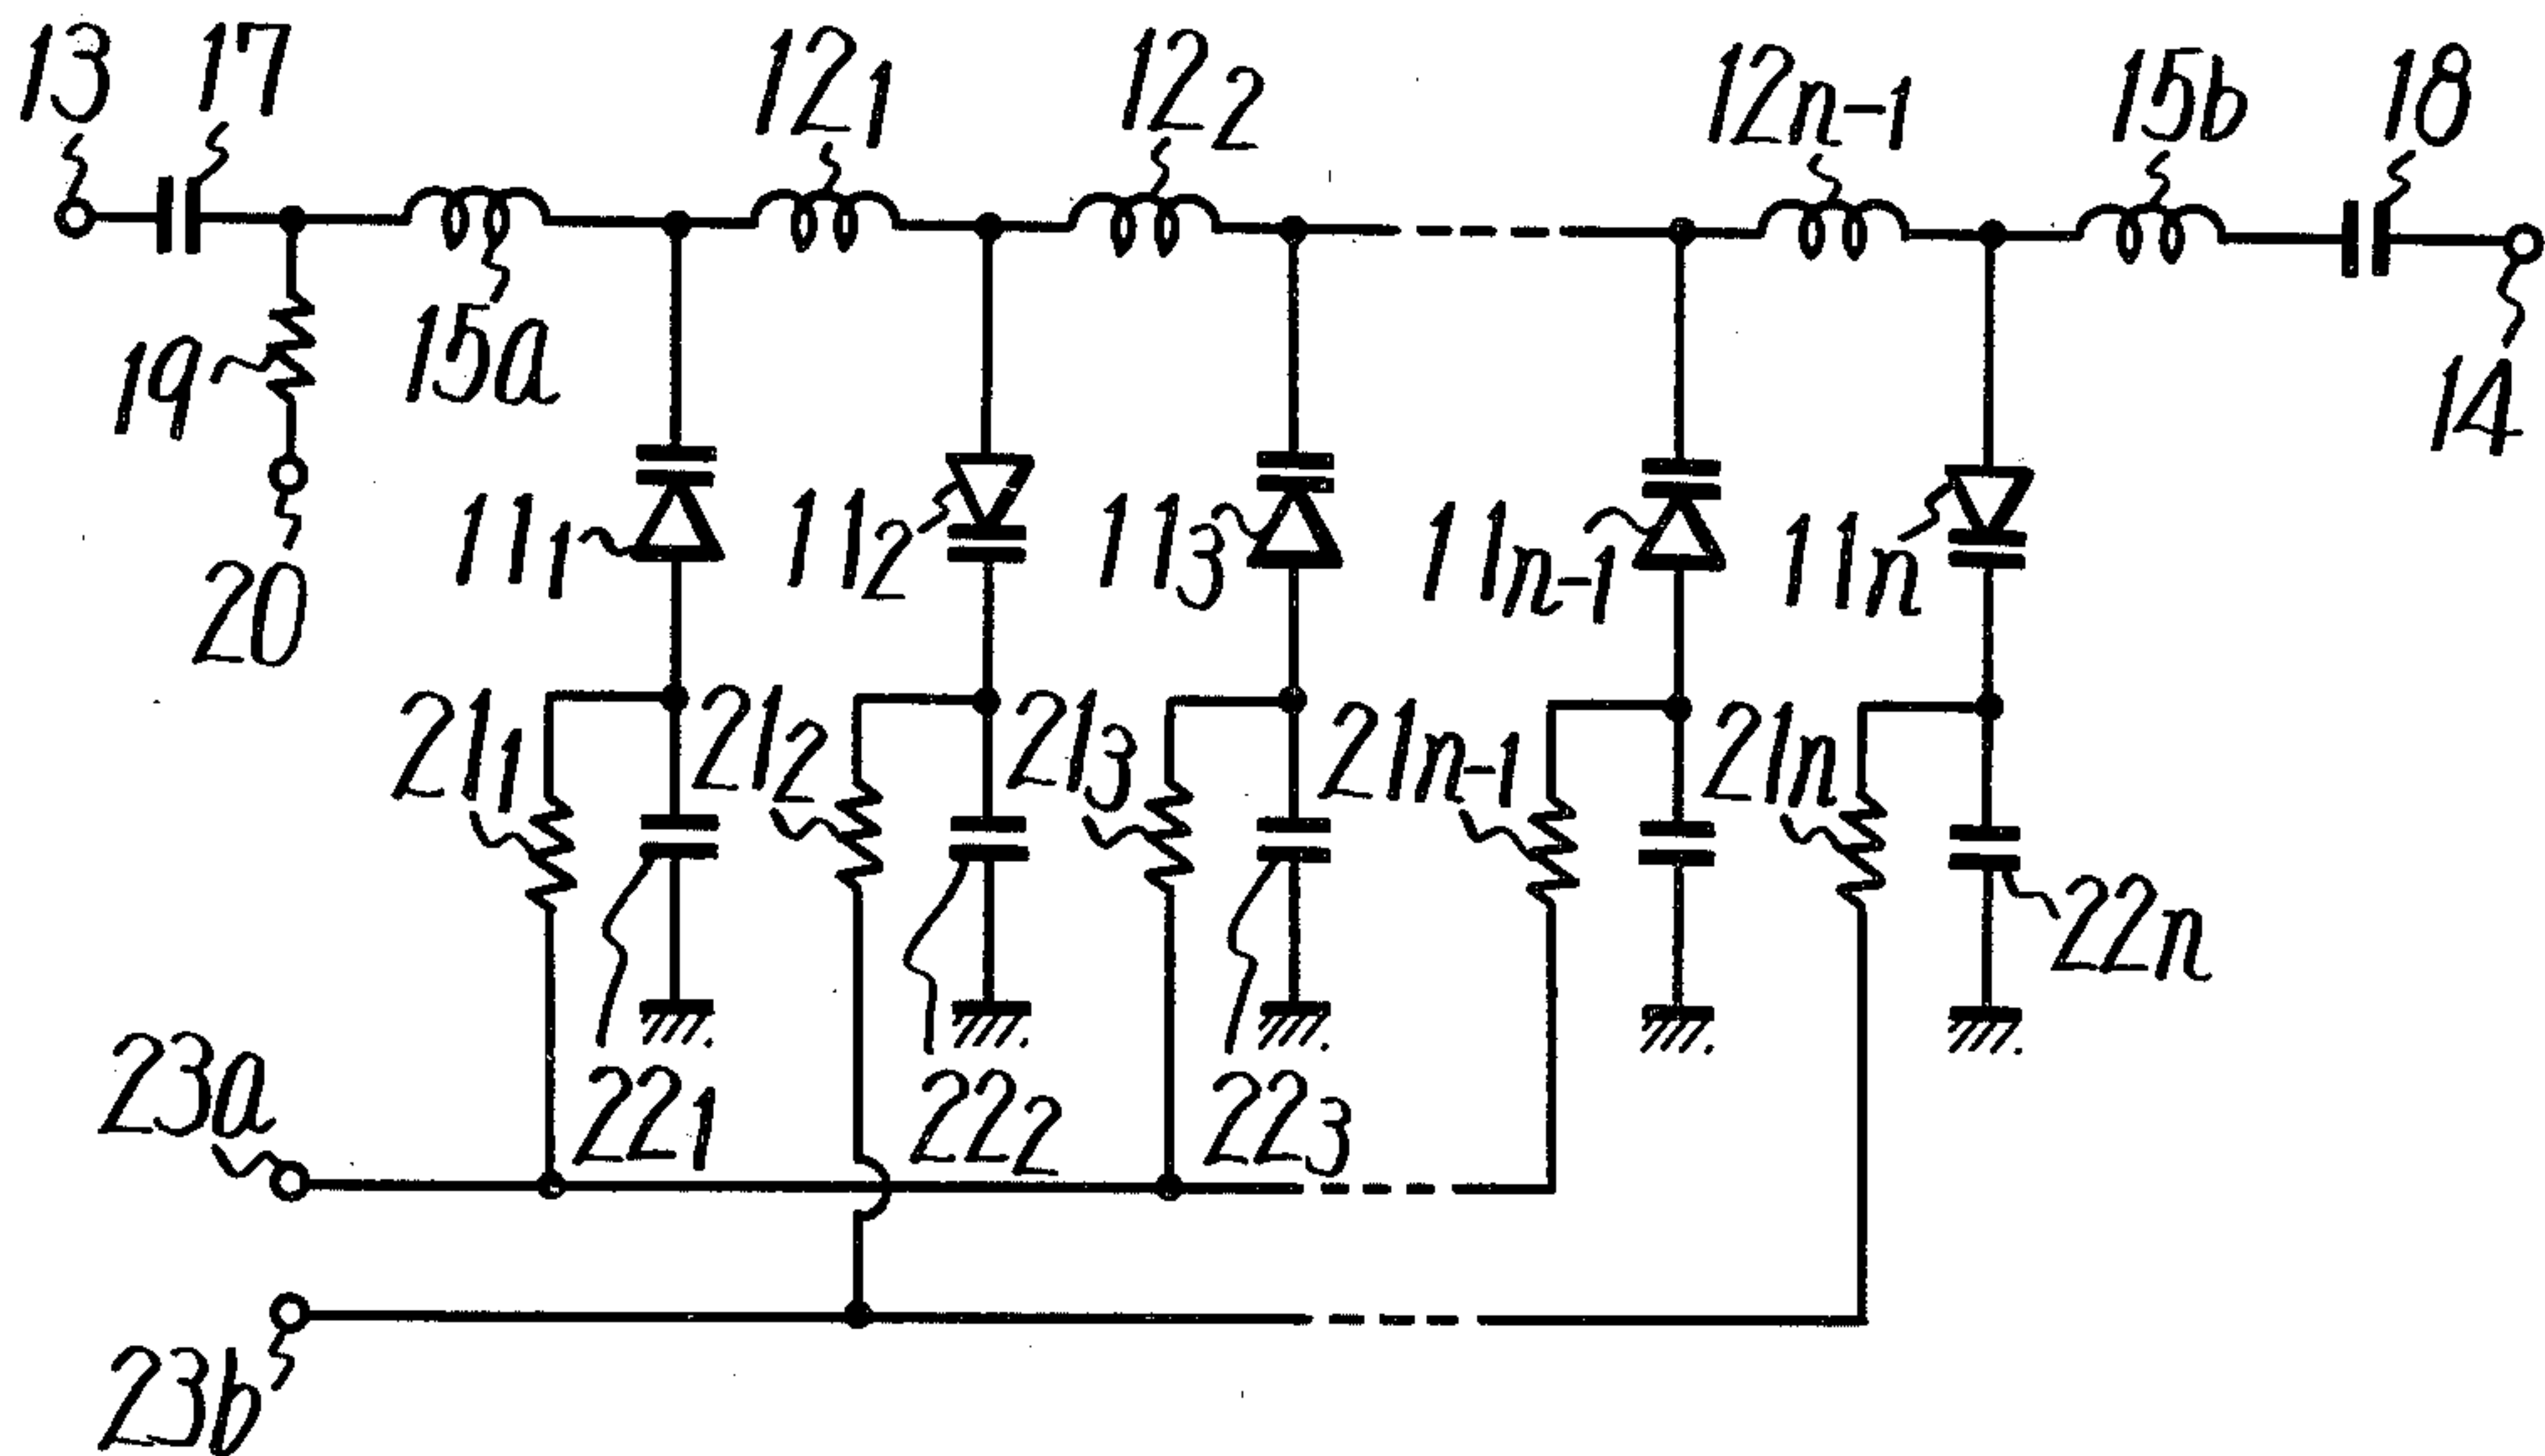 13 17 12₁ 12₂ 12n-1 15b 18
19 15a 14
20 11₁ 11₂ 11₃ 11n-1 11n
21₁ 21₂ 21₃ 21n-1 21n
22n
23a 22₁ 22₂ 22₃
23b